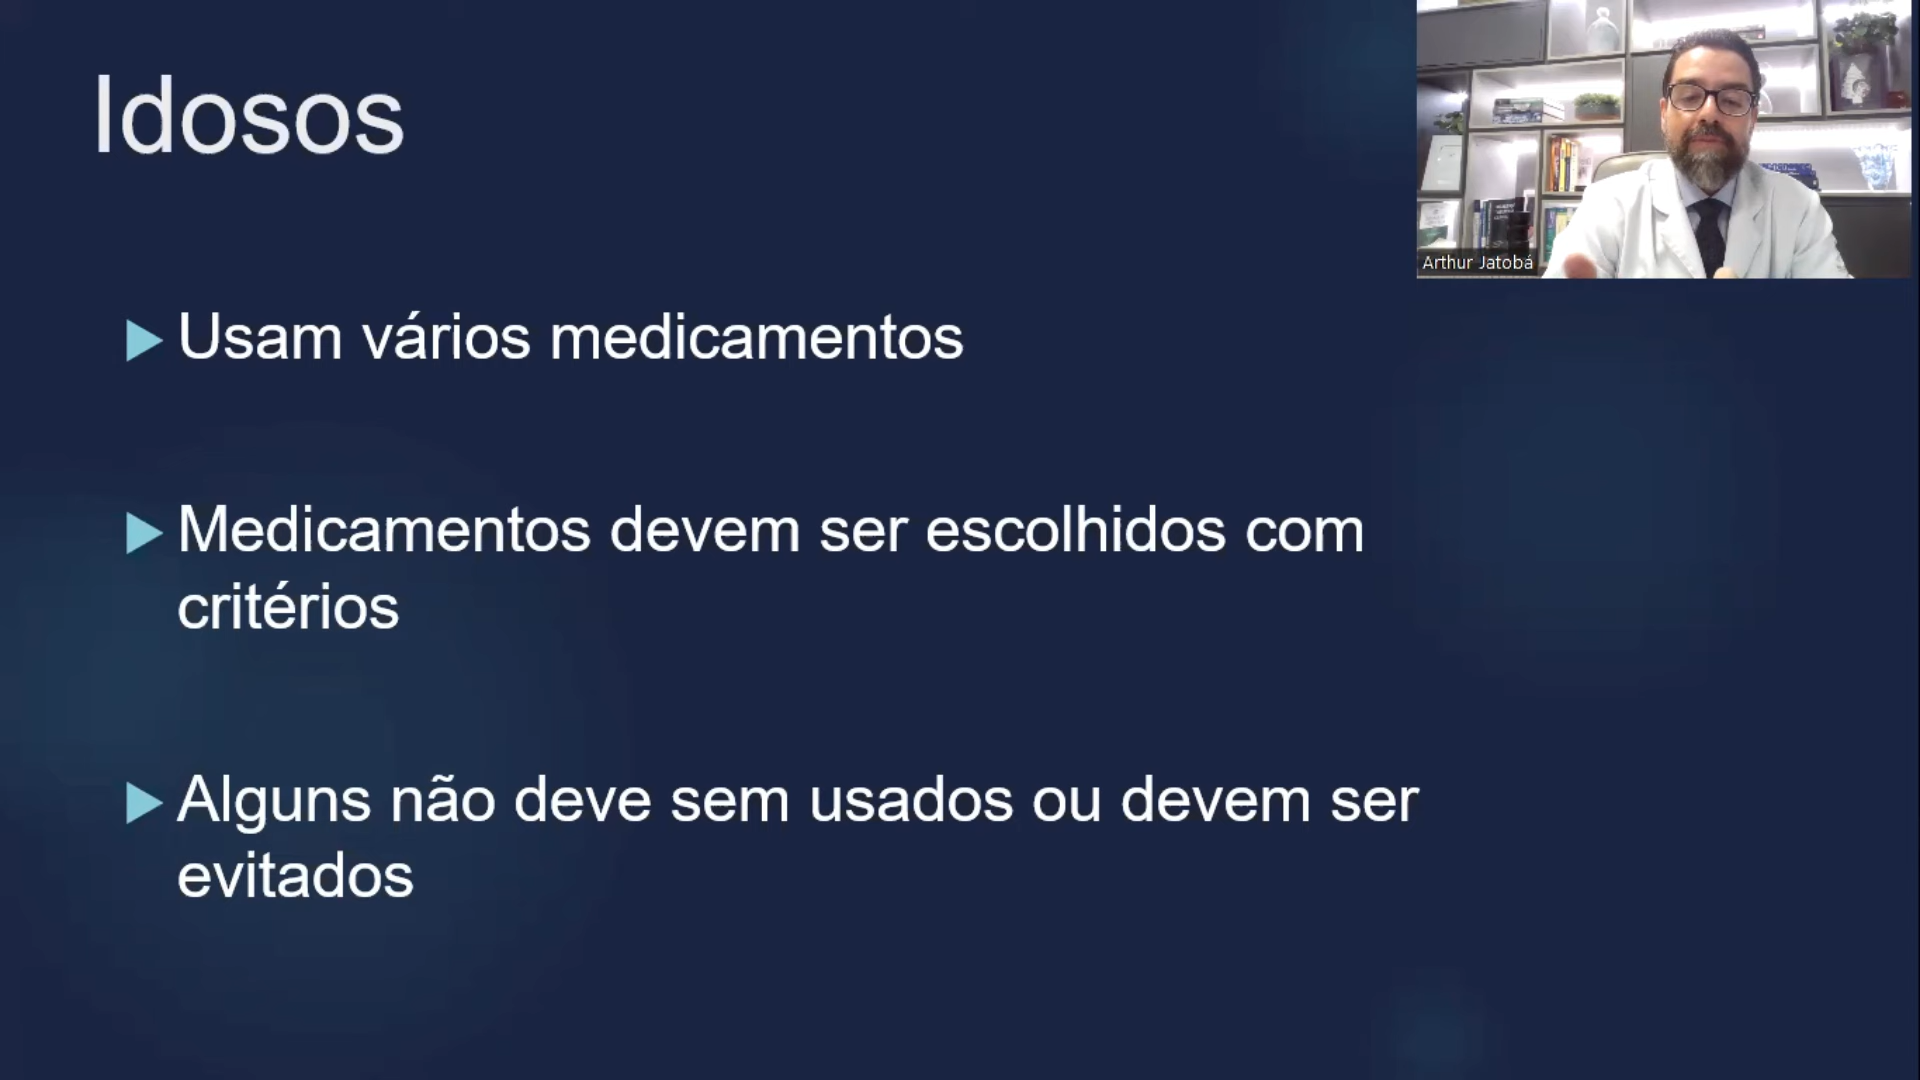 Idosos
Usam vários medicamentos
Medicamentos devem ser escolhidos com
critérios
Alguns não deve sem usados ou devem ser
evitados
Arthur Jatobá